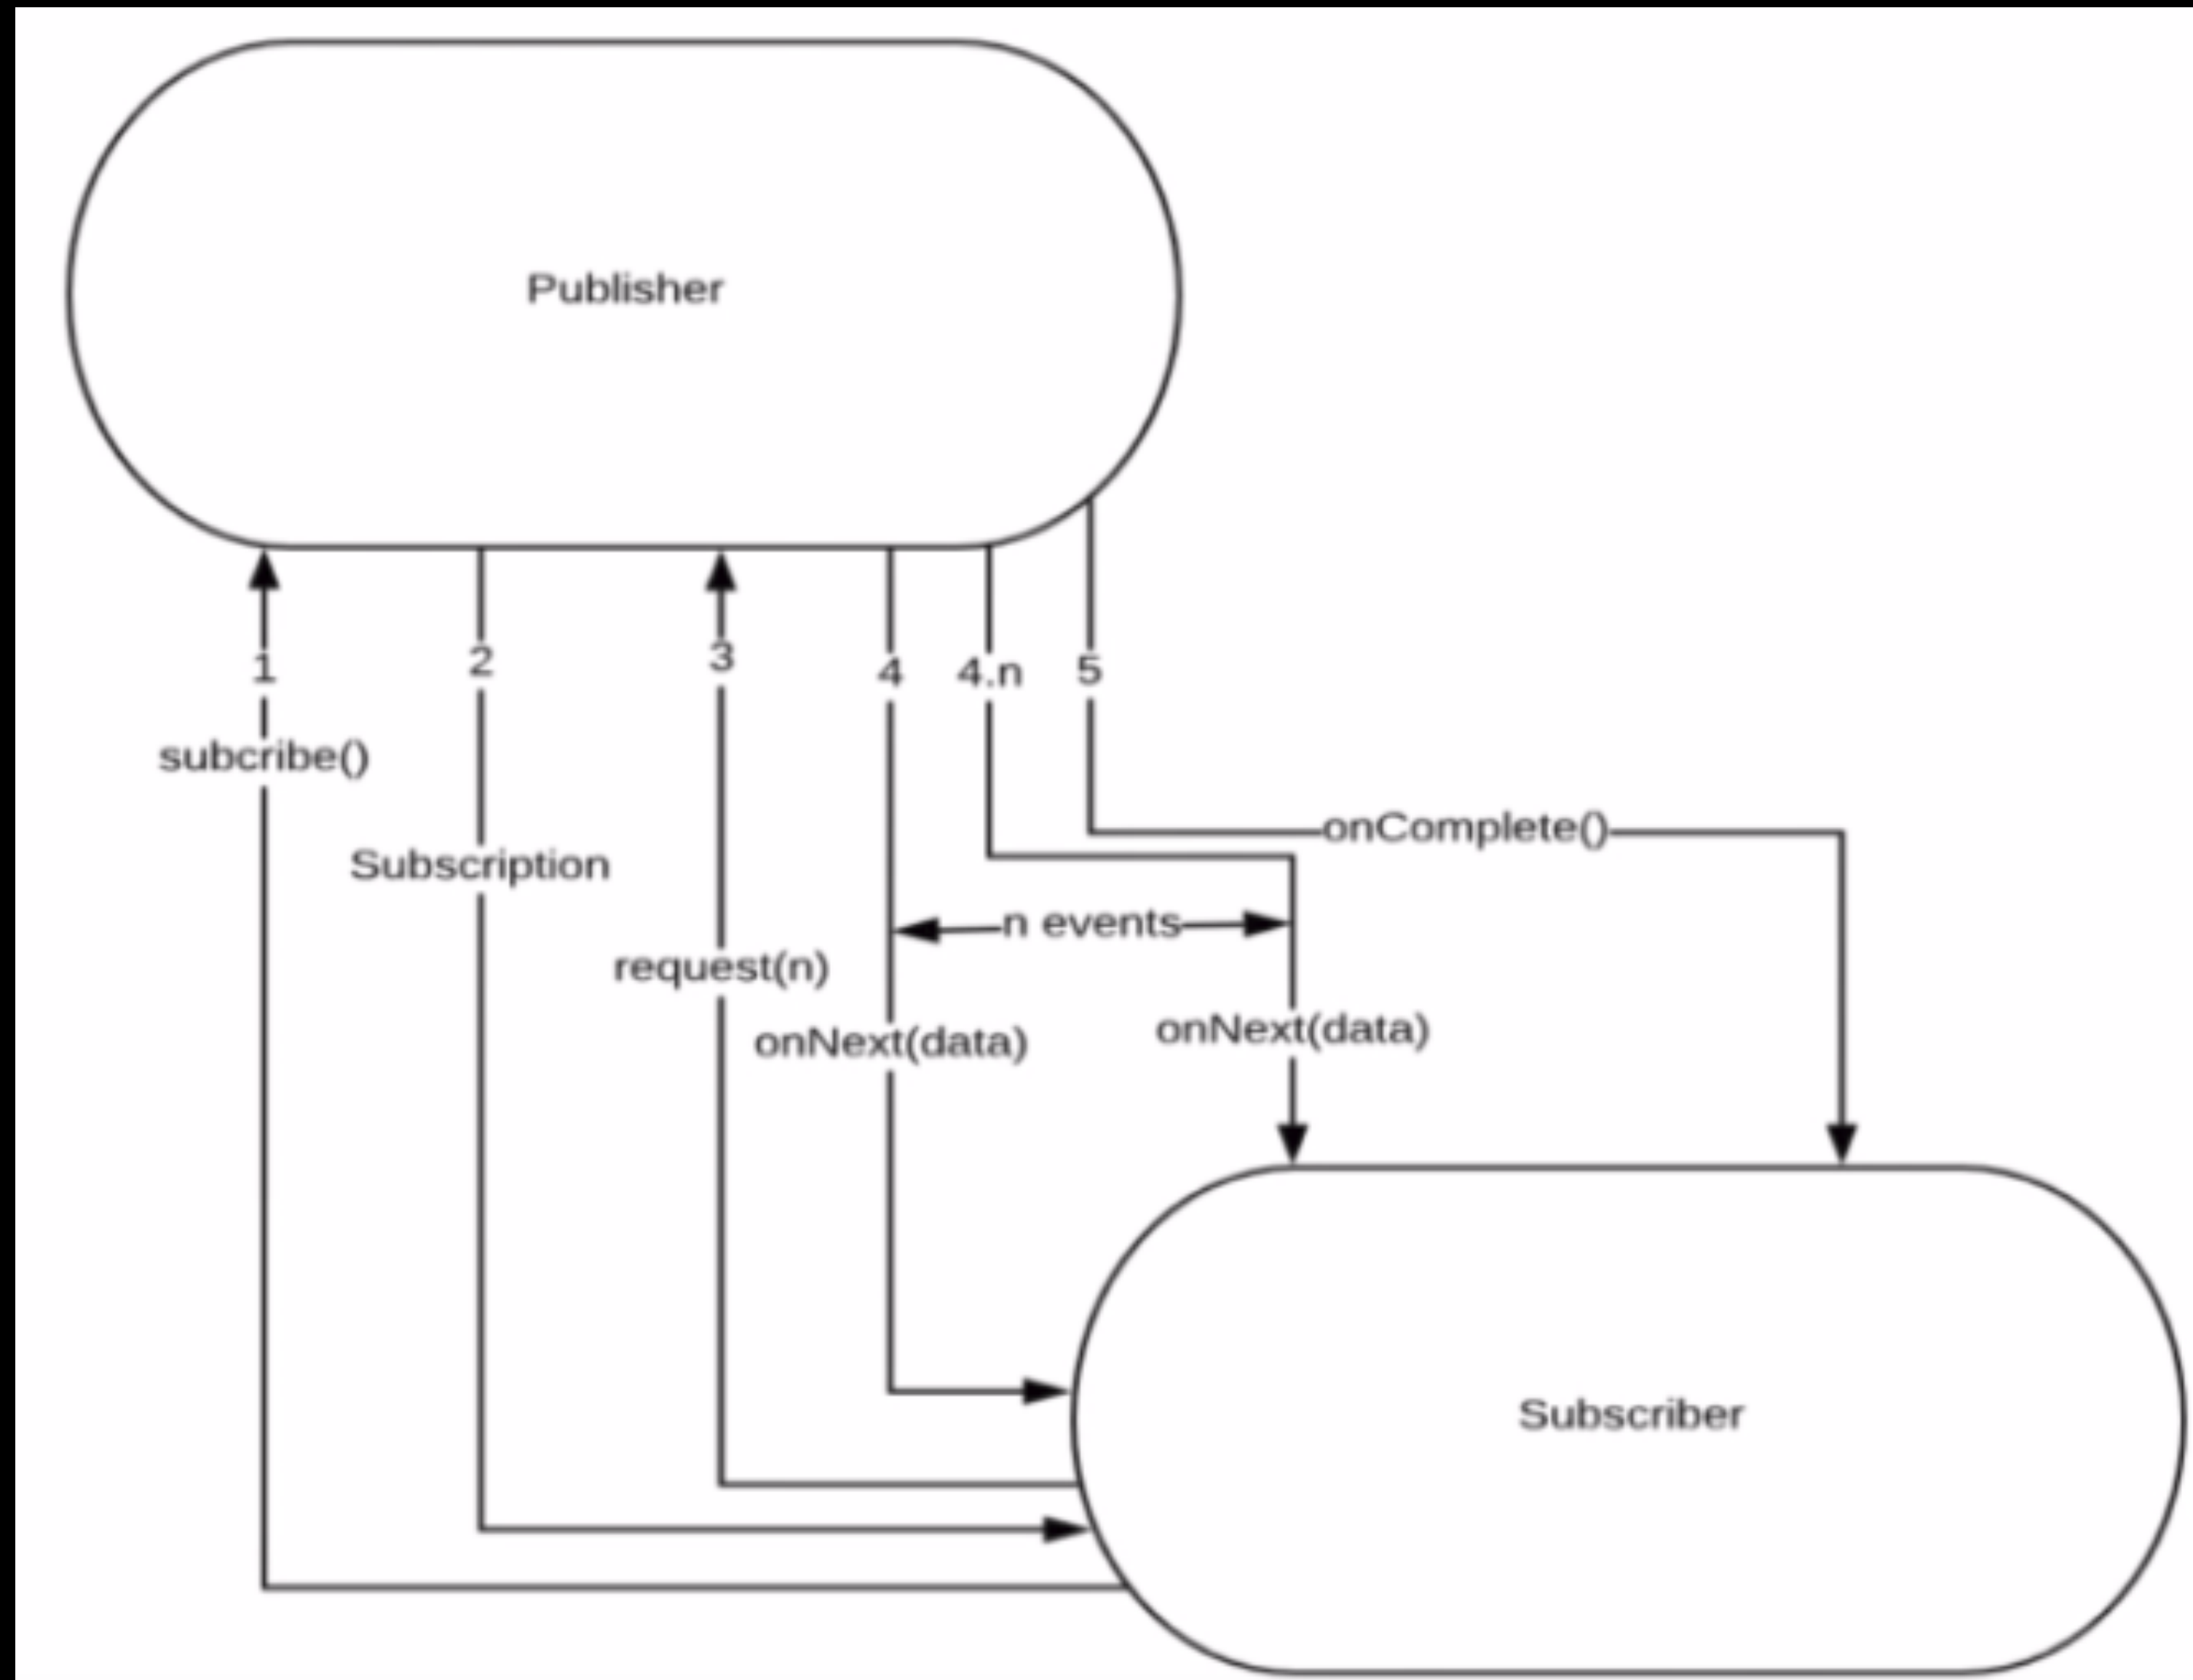 Publisher
1
2
3
4
4.n
5
subcribe()
onComplete()
Subscription
n events
request(n)
onNext(data)
onNext(data)
Subscriber